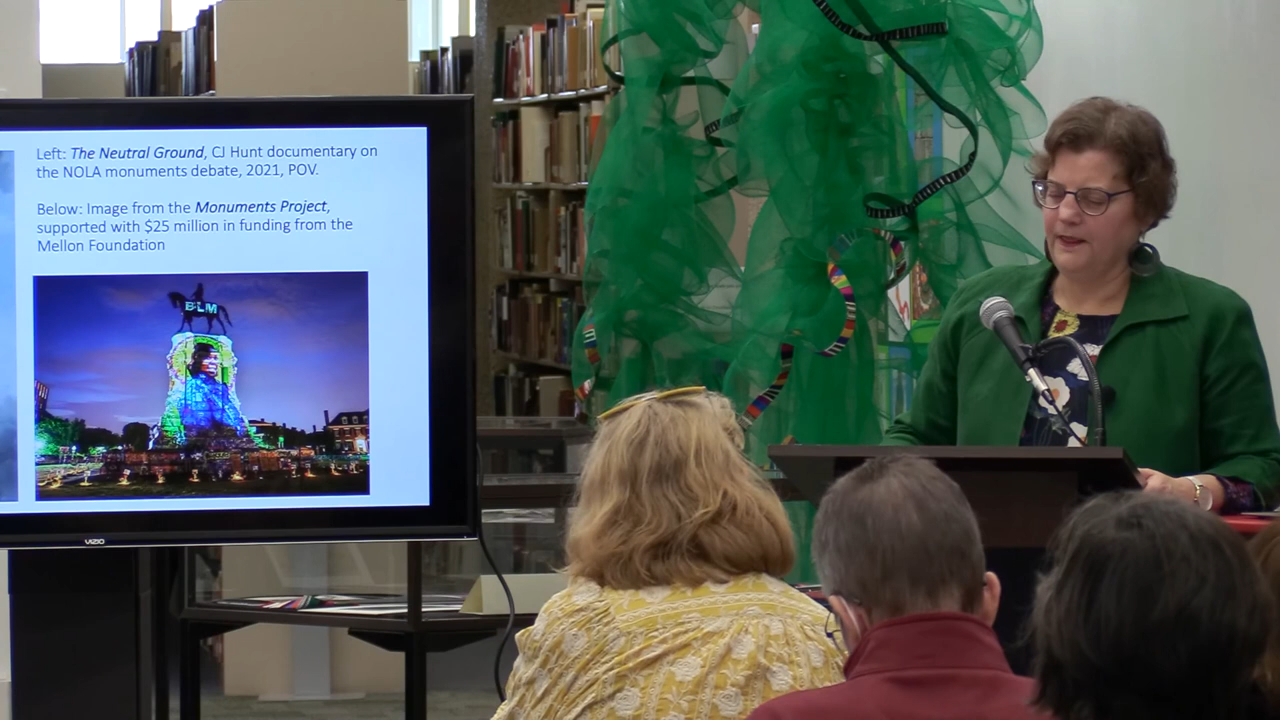 Left: The Neutral Ground, CJ Hunt documentary on
the NOLA monuments debate, 2021, POV.
Below: Image from the Monuments Project,
supported with $25 million in funding from the
Mellon Foundation
BLM
VIZIO